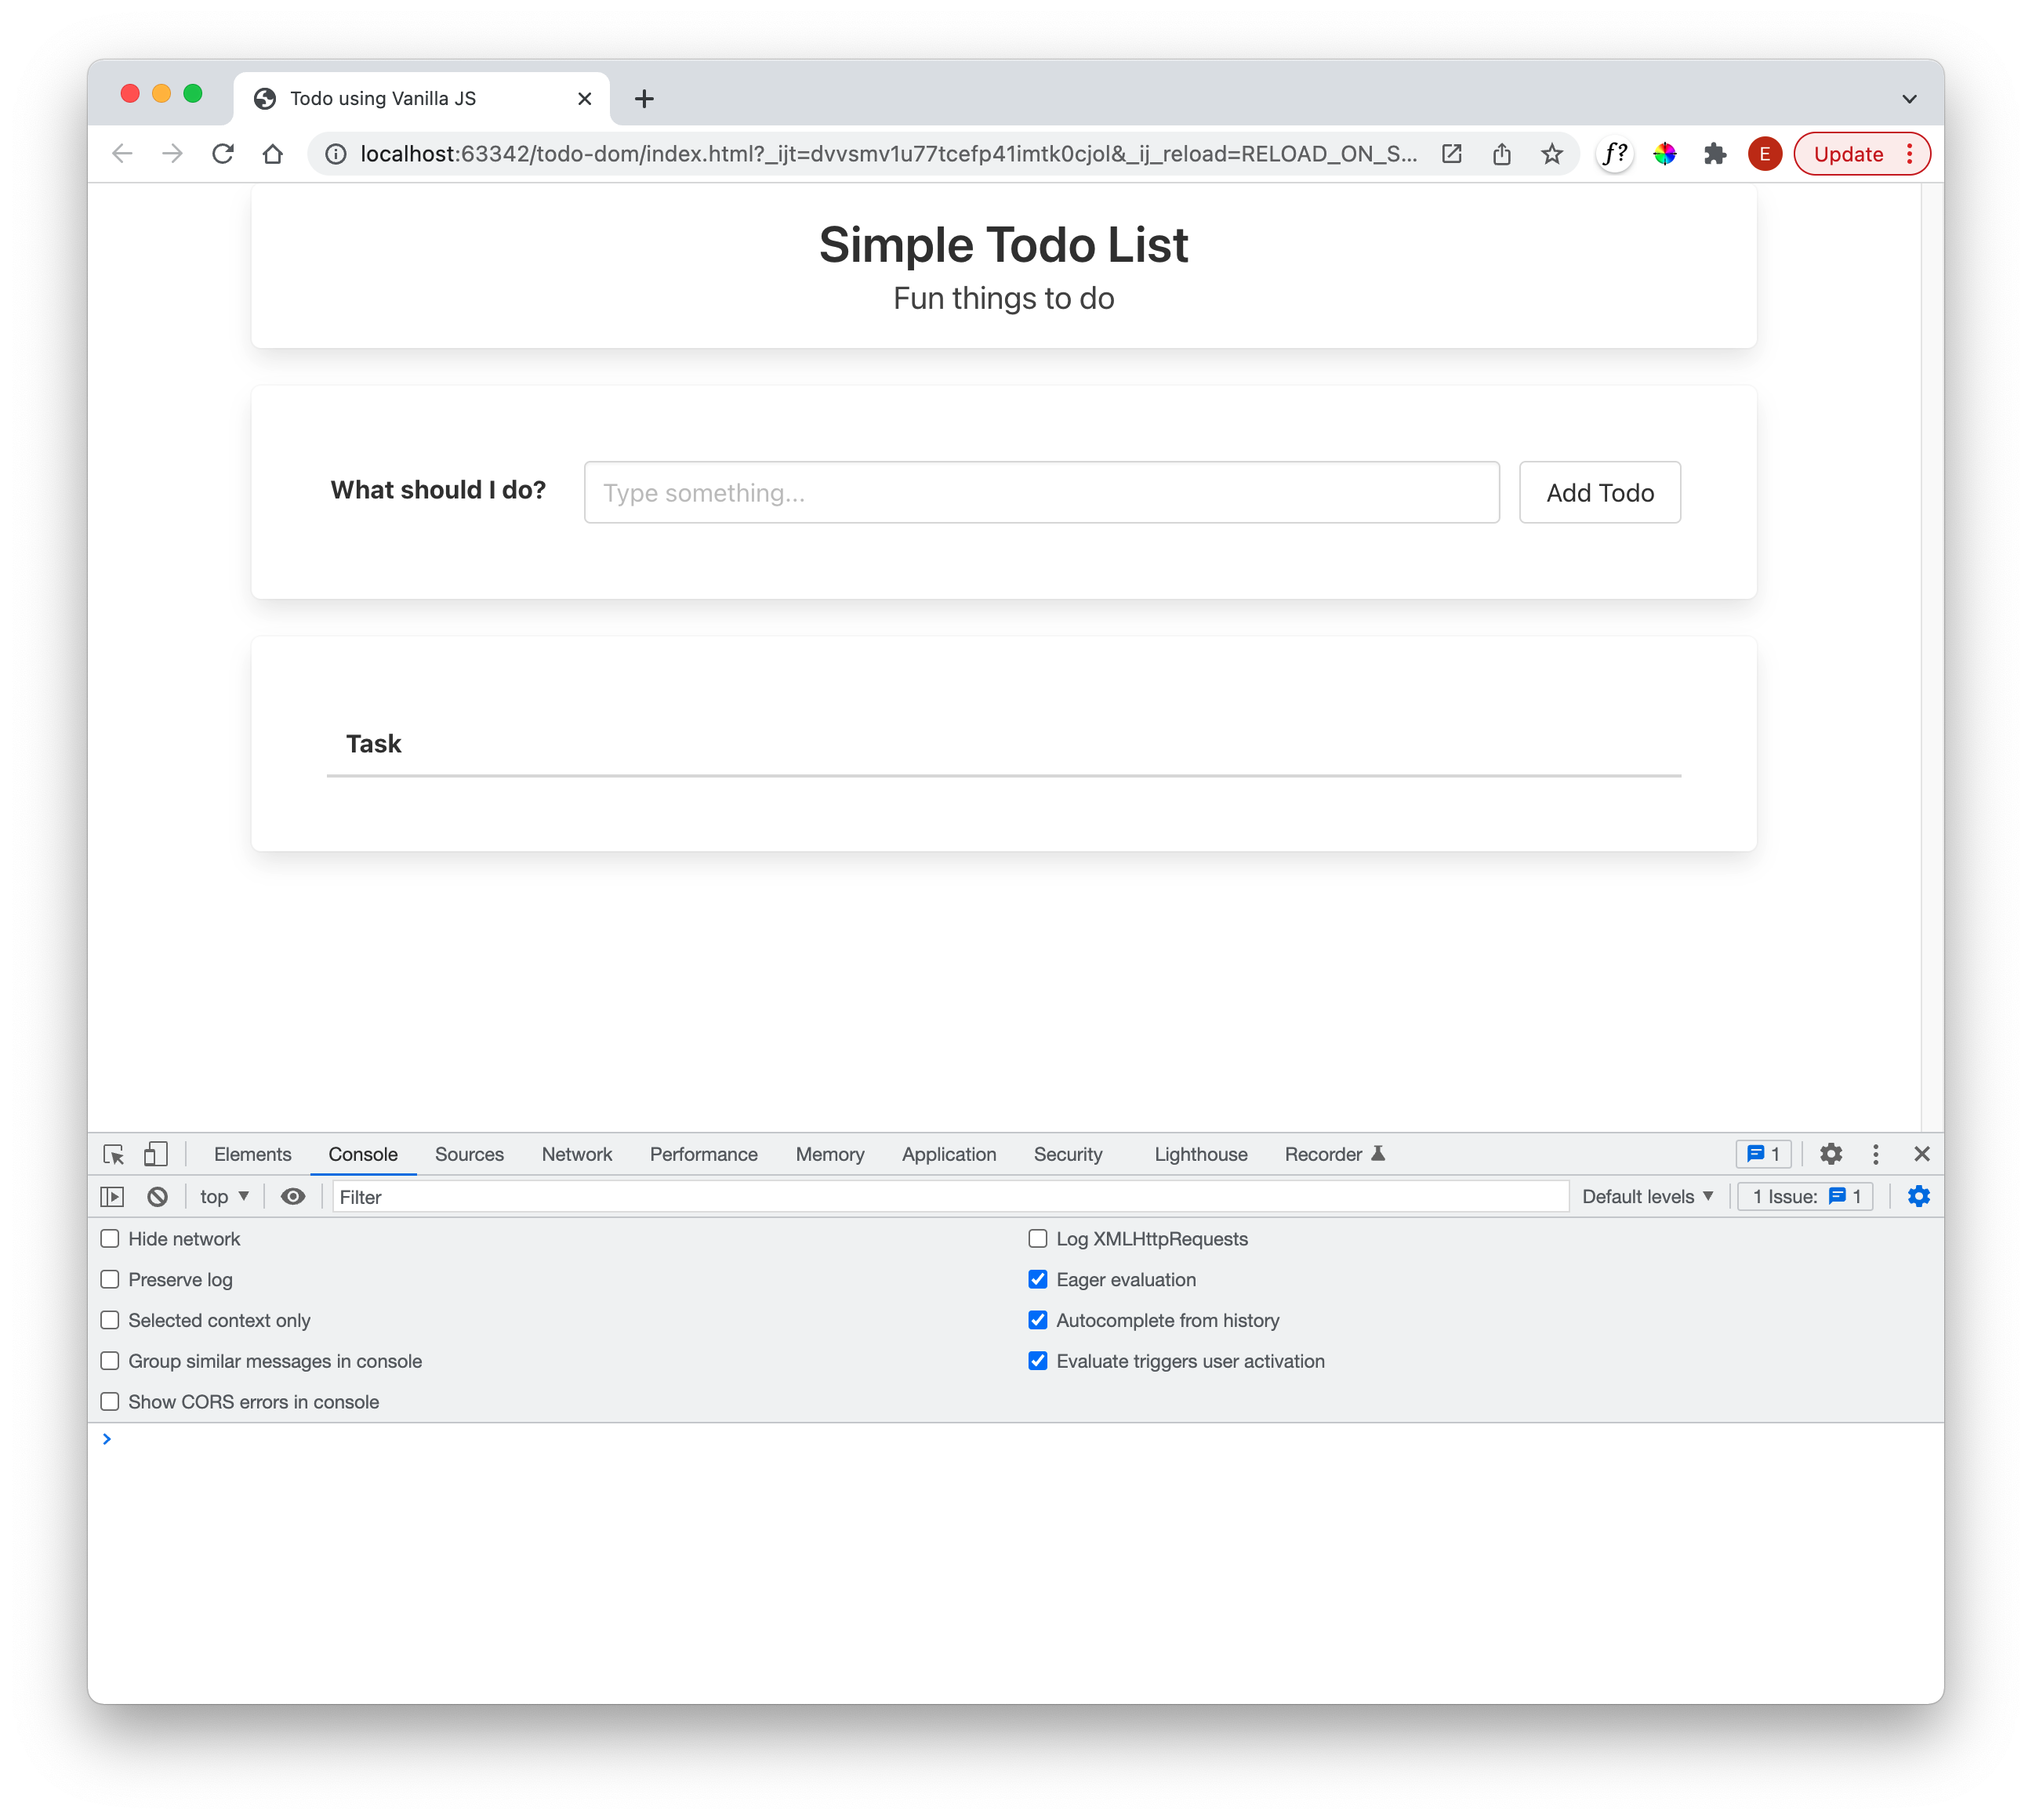 Todo using Vanilla JS
localhost:63342/todo-dom/index.html?_ijt=dvvsmv1u77tcefp41imtk0cjol&_ij_reload=RELOAD_ON_S...
f?
E
Update
Simple Todo List
Fun things to do
What should I do?
Type something...
Add Todo
Task
Elements Console Sources Network Performance Memory Application Security Lighthouse Recorder 1
top Filter Default levels 1 Issue: 1
Hide network
Log XMLHttpRequests
Preserve log
Eager evaluation
Selected context only
Autocomplete from history
Group similar messages in console
Evaluate triggers user activation
Show CORS errors in console